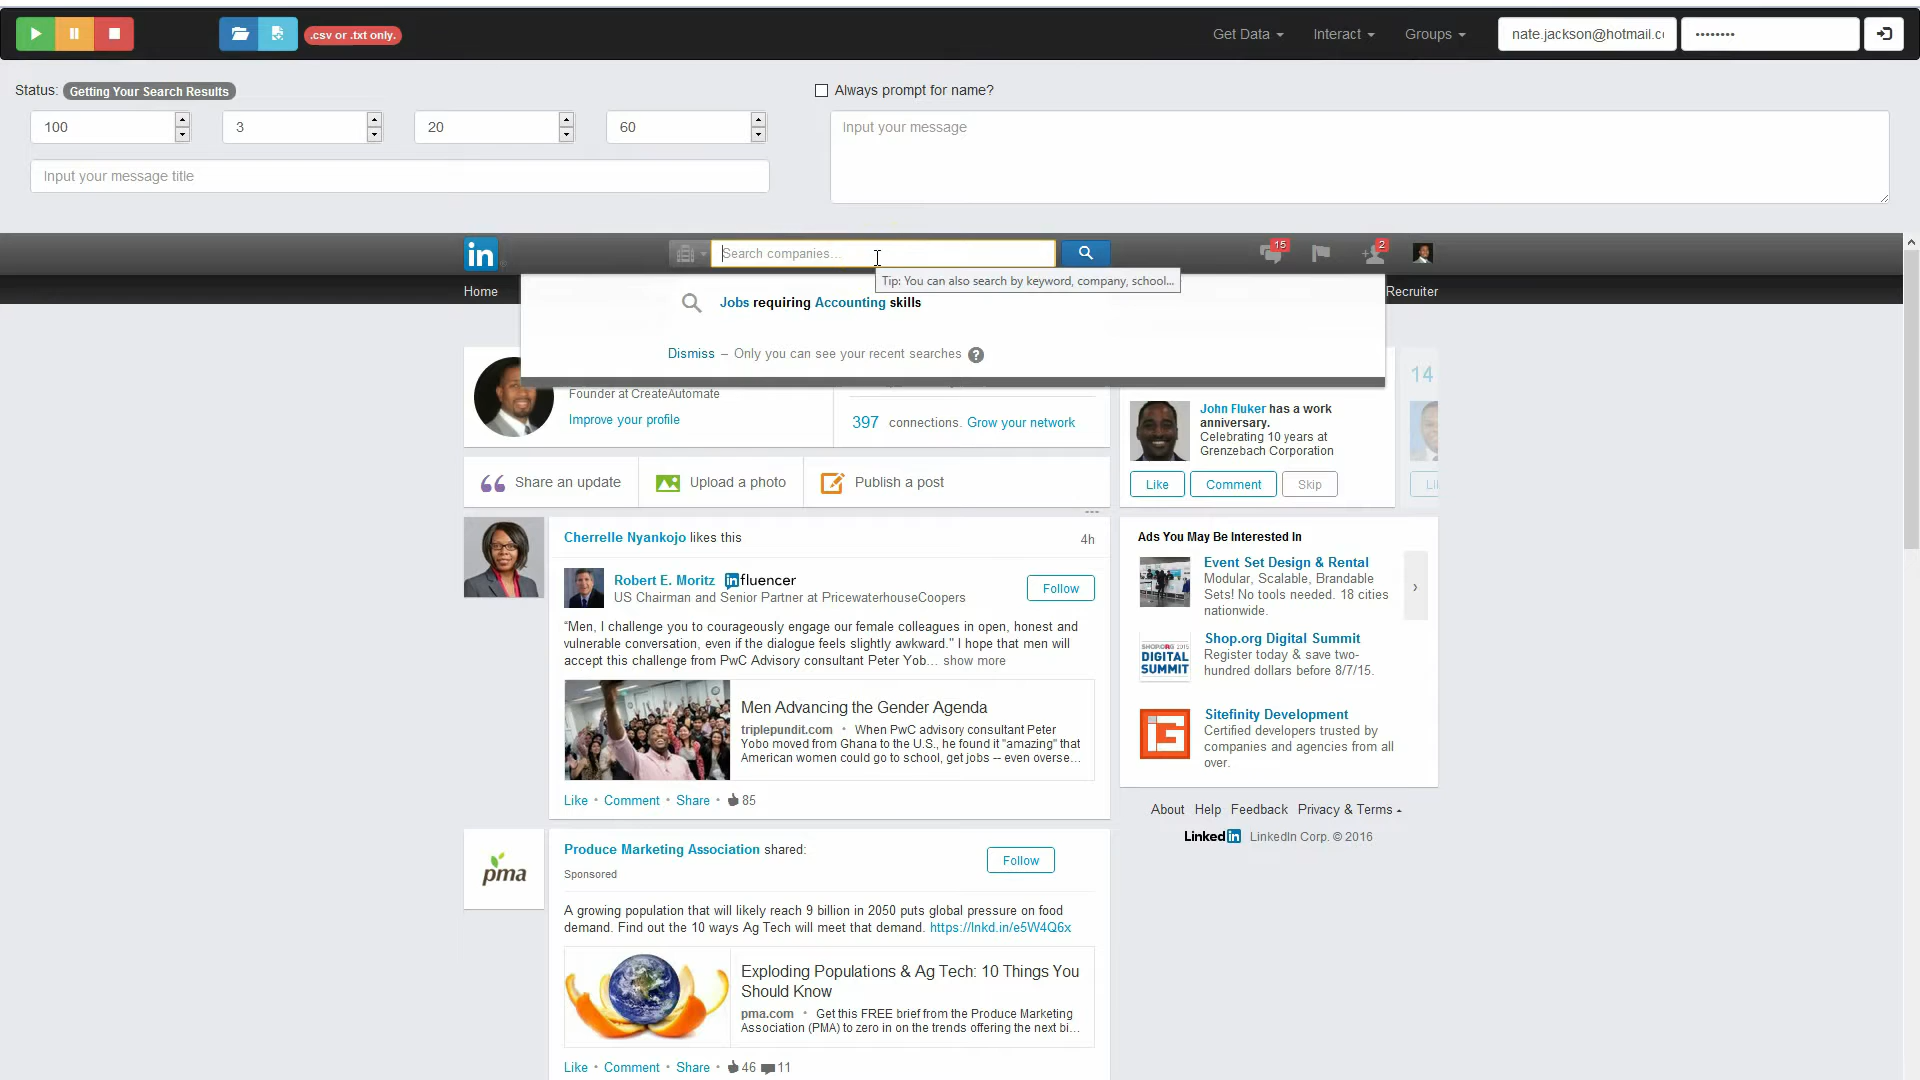 .csv or .txt only.
Get Data
Interact
Groups
nate.jackson@hotmail.c
••••••••
Status: Getting Your Search Results
Always prompt for name?
100
3
20
60
Input your message
Input your message title
in
Search companies...
15
2
Tip: You can also search by keyword, company, school...
Home
Recruiter
Jobs requiring Accounting skills
Dismiss – Only you can see your recent searches ?
Founder at CreateAutomate
Improve your profile
397 connections. Grow your network
14
John Fluker has a work
anniversary.
Celebrating 10 years at
Grenzebach Corporation
Like
Comment
Skip
Li
Share an update
Upload a photo
Publish a post
Cherrelle Nyankojo likes this
4h
Robert E. Moritz influencer
US Chairman and Senior Partner at PricewaterhouseCoopers
Follow
“Men, I challenge you to courageously engage our female colleagues in open, honest and
vulnerable conversation, even if the dialogue feels slightly awkward.” I hope that men will
accept this challenge from PwC Advisory consultant Peter Yob… show more
Men Advancing the Gender Agenda
triplepundit.com • When PwC advisory consultant Peter
Yobo moved from Ghana to the U.S., he found it "amazing" that
American women could go to school, get jobs -- even overse...
Like • Comment • Share • 85
Ads You May Be Interested In
Event Set Design & Rental
Modular, Scalable, Brandable
Sets! No tools needed. 18 cities
nationwide.
SHOP.ORG 2015
DIGITAL
SUMMIT
Shop.org Digital Summit
Register today & save two-
hundred dollars before 8/7/15.
Sitefinity Development
Certified developers trusted by
companies and agencies from all
over.
About Help Feedback Privacy & Terms
Linked in LinkedIn Corp. © 2016
pma
Produce Marketing Association shared:
Sponsored
Follow
A growing population that will likely reach 9 billion in 2050 puts global pressure on food
demand. Find out the 10 ways Ag Tech will meet that demand. https://lnkd.in/e5W4Q6x
Exploding Populations & Ag Tech: 10 Things You
Should Know
pma.com • Get this FREE brief from the Produce Marketing
Association (PMA) to zero in on the trends offering the next bi...
Like • Comment • Share • 46 11